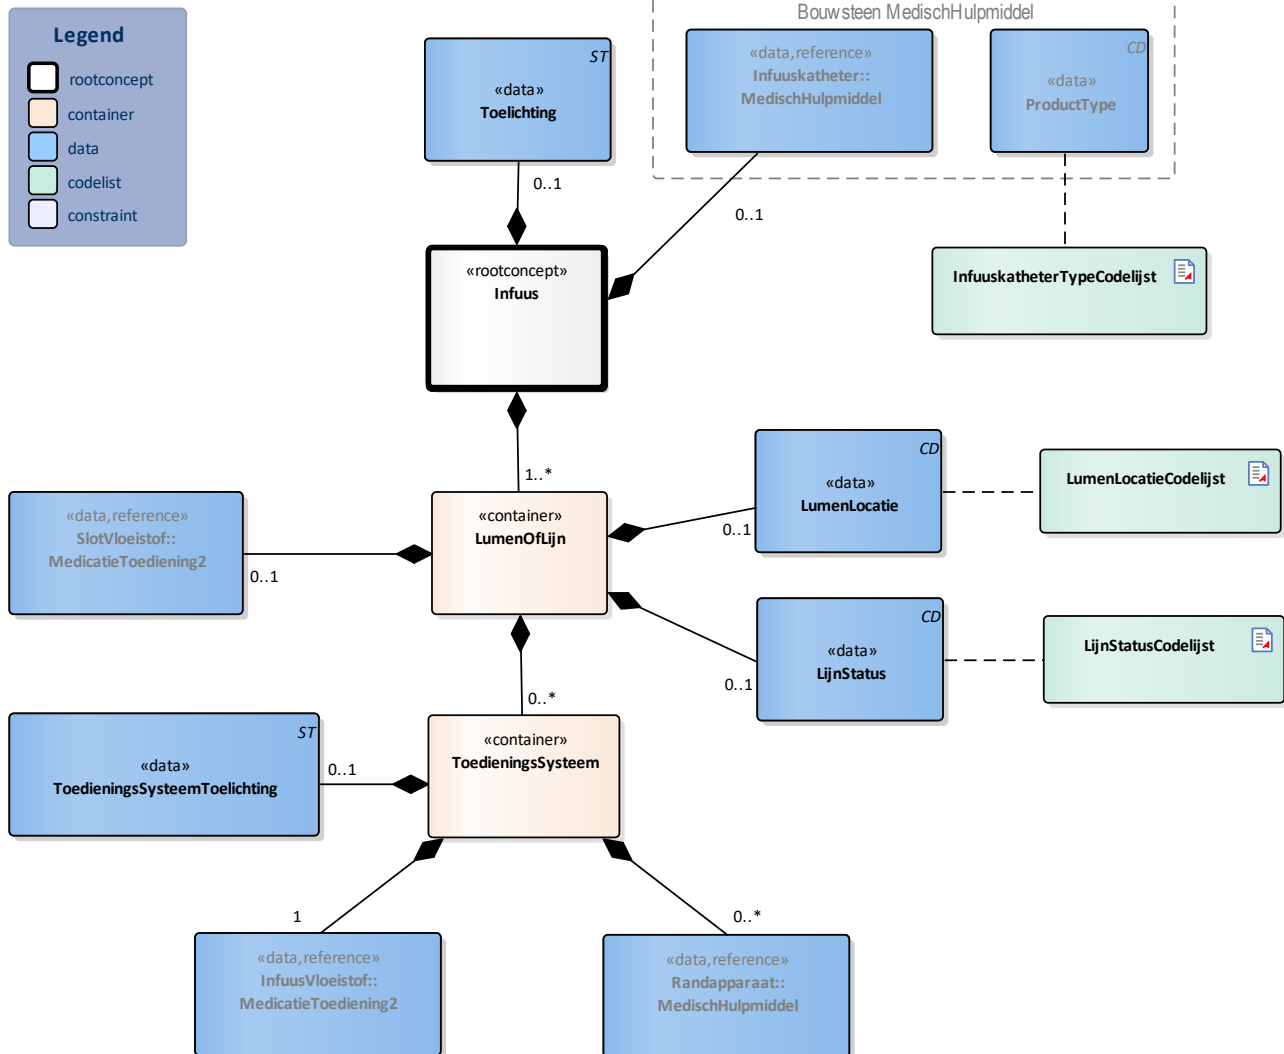 Legend
rootconcept
container
data
codelist
constraint
Bouwsteen MedischHulpmiddel
ST
«data»
Toelichting
«data,reference»
Infuuskatheter::
MedischHulpmiddel
CD
«data»
ProductType
0..1
0..1
«rootconcept»
Infuus
InfuuskatheterTypeCodelijst
1..*
«data,reference»
SlotVloeistof::
MedicatieToediening2
0..1
«container»
LumenOfLijn
CD
«data»
LumenLocatie
0..1
LumenLocatieCodelijst
CD
«data»
LijnStatus
0..1
LijnStatusCodelijst
0..*
ST
«data»
ToedieningsSysteemToelichting
0..1
«container»
ToedieningsSysteem
1
0..*
«data,reference»
InfuusVloeistof::
MedicatieToediening2
«data,reference»
Randapparaat::
MedischHulpmiddel